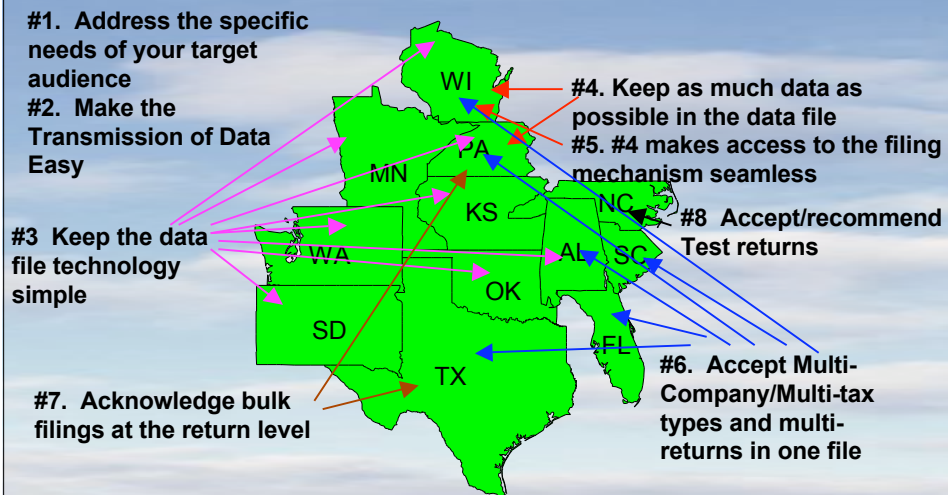 #1.  Address the specific
needs of your target
audience
#2.  Make the
Transmission of Data
Easy
WI
#4. Keep as much data as
possible in the data file
#5. #4 makes access to the filing
mechanism seamless
PA
MN
KS
NC
#8  Accept/recommend
Test returns
#3  Keep the data
file technology
simple
WA
AL
SC
OK
SD
FL
TX
#6.  Accept Multi-
Company/Multi-tax
types and multi-
returns in one file
#7.  Acknowledge bulk
filings at the return level